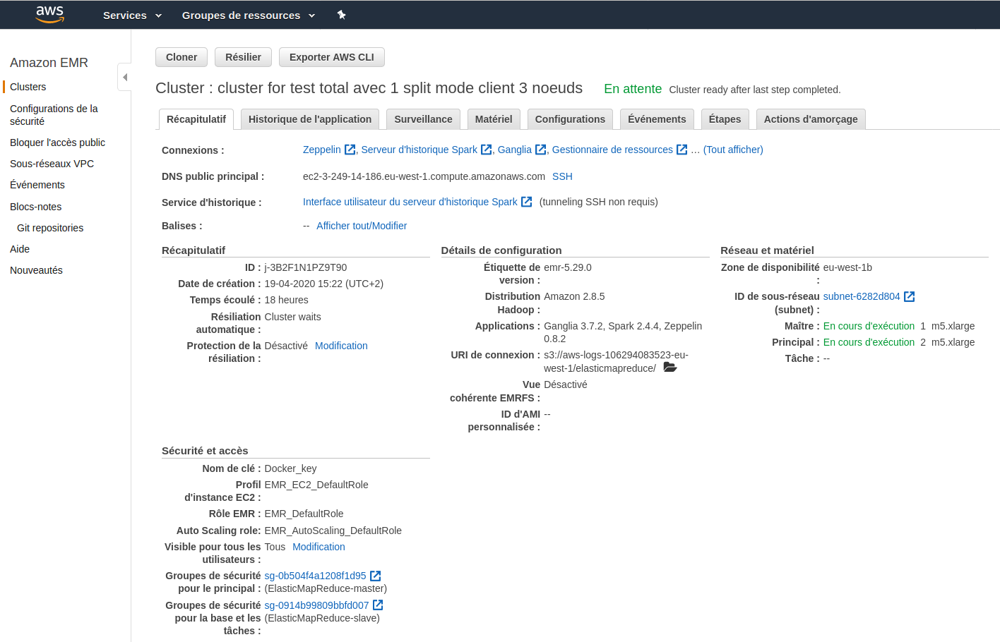 aws
Services
Groupes de ressources
Amazon EMR
Clusters
Configurations de la
sécurité
Bloquer l'accès public
Sous-réseaux VPC
Événements
Blocs-notes
Git repositories
Aide
Nouveautés
Cloner
Résilier
Exporter AWS CLI
Cluster : cluster for test total avec 1 split mode client 3 noeuds En attente Cluster ready after last step completed.
Récapitulatif
Historique de l'application
Surveillance
Matériel
Configurations
Événements
Étapes
Actions d'amorçage
Connexions : Zeppelin , Serveur d'historique Spark , Ganglia , Gestionnaire de ressources … (Tout afficher)
DNS public principal : ec2-3-249-14-186.eu-west-1.compute.amazonaws.com SSH
Service d'historique : Interface utilisateur du serveur d'historique Spark (tunneling SSH non requis)
Balises : -- Afficher tout/Modifier
Récapitulatif
ID : j-3B2F1N1PZ9T90
Date de création : 19-04-2020 15:22 (UTC+2)
Temps écoulé : 18 heures
Résiliation Cluster waits
automatique :
Protection de la Désactivé Modification
résiliation :
Détails de configuration
Étiquette de emr-5.29.0
version :
Distribution Amazon 2.8.5
Hadoop :
Applications : Ganglia 3.7.2, Spark 2.4.4, Zeppelin
0.8.2
URI de connexion : s3://aws-logs-106294083523-eu-
west-1/elasticmapreduce/
Vue Désactivé
cohérente EMRFS :
ID d'AMI --
personnalisée :
Réseau et matériel
Zone de disponibilité eu-west-1b
:
ID de sous-réseau subnet-6282d804
(subnet) :
Maître : En cours d'exécution 1 m5.xlarge
Principal : En cours d'exécution 2 m5.xlarge
Tâche : --
Sécurité et accès
Nom de clé : Docker_key
Profil EMR_EC2_DefaultRole
d'instance EC2 :
Rôle EMR : EMR_DefaultRole
Auto Scaling role: EMR_AutoScaling_DefaultRole
Visible pour tous les Tous Modification
utilisateurs :
Groupes de sécurité sg-0b504f4a1208f1d95
pour le principal : (ElasticMapReduce-master)
Groupes de sécurité sg-0914b99809bbfd007
pour la base et les (ElasticMapReduce-slave)
tâches :